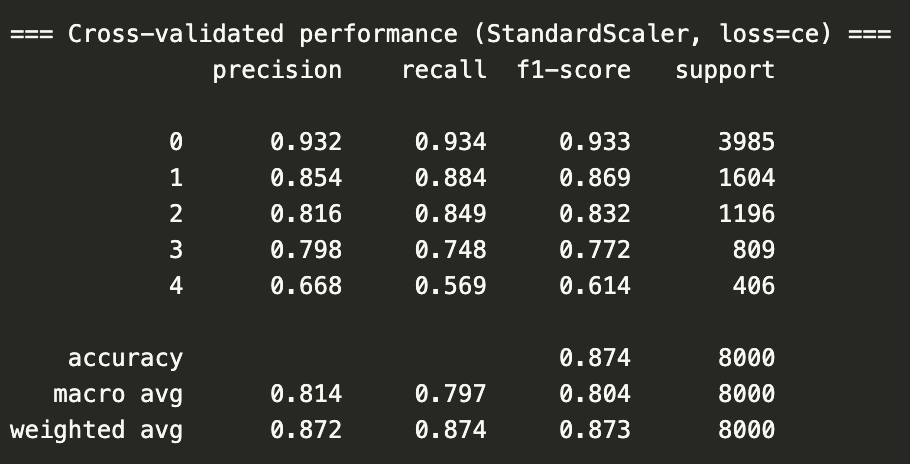 === Cross-validated performance (StandardScaler, loss=ce) ===
precision recall f1-score support
0 0.932 0.934 0.933 3985
1 0.854 0.884 0.869 1604
2 0.816 0.849 0.832 1196
3 0.798 0.748 0.772 809
4 0.668 0.569 0.614 406
accuracy 0.874 8000
macro avg 0.814 0.797 0.804 8000
weighted avg 0.872 0.874 0.873 8000